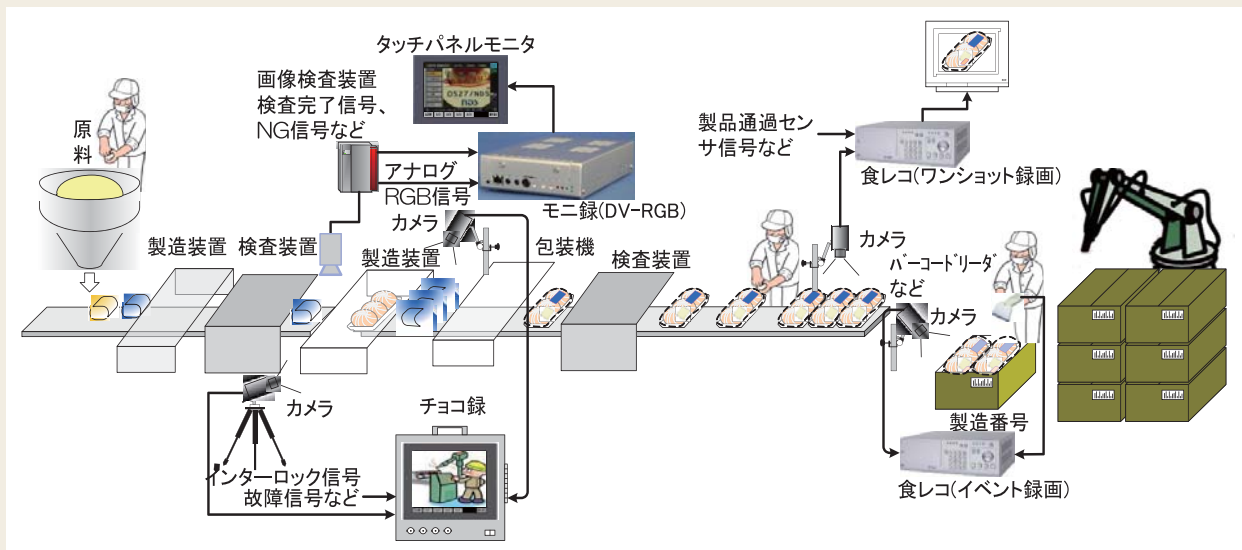 タッチパネルモニタ
画像検査装置
検査完了信号、
NG信号など
原
料
アナログ
RGB信号
カメラ
モニ録(DV-RGB)
製品通過セン
サ信号など
食レコ(ワンショット録画)
製造装置
検査装置
製造装置
包装機
検査装置
カメラ
バーコードリーダ
など
カメラ
カメラ
チョコ録
インターロック信号
故障信号など
製造番号
食レコ(イベント録画)